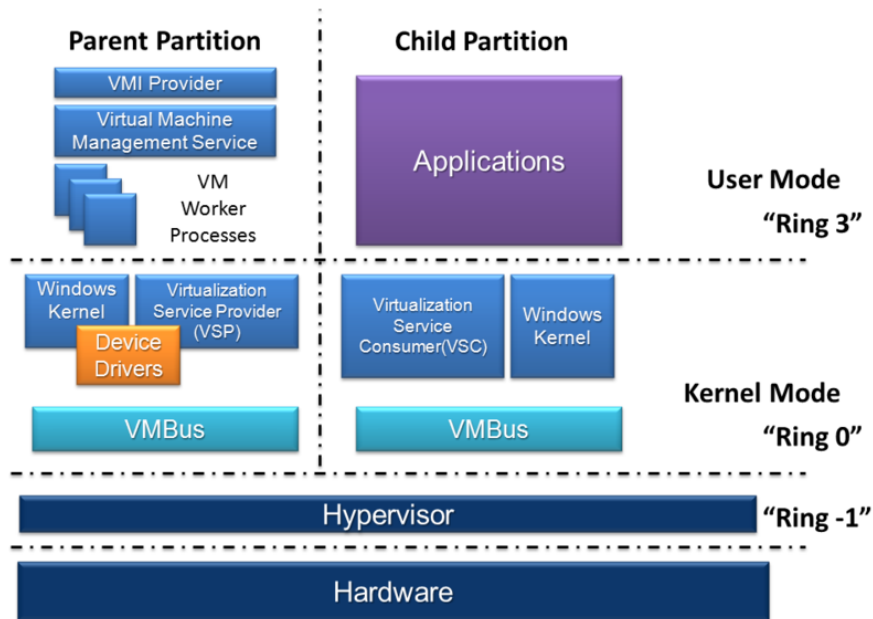 Parent Partition
Child Partition
VMI Provider
Virtual Machine
Management Service
VM
Worker
Processes
Applications
User Mode
“Ring 3”
Windows
Kernel
Virtualization
Service Provider
(VSP)
Device
Drivers
Virtualization
Service
Consumer(VSC)
Windows
Kernel
VMBus
VMBus
Kernel Mode
“Ring 0”
Hypervisor
“Ring -1”
Hardware